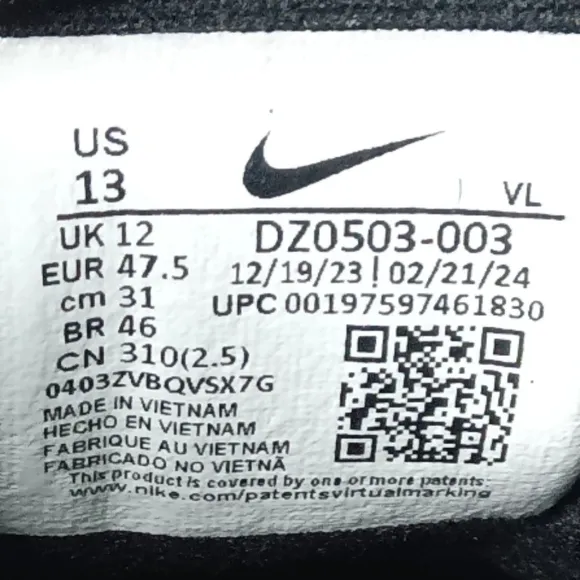 US
13
VL
UK 12
DZ0503-003
EUR 47.5
12/19/23 ! 02/21/24
cm 31
UPC 00197597461830
BR 46
CN 310(2.5)
0403ZVBQVSX7G
MADE IN VIETNAM
HECHO EN VIETNAM
FABRIQUE AU VIETNAM
FABRICADO NO VIETNÃ
This product is covered by one or more patents:
www.nike.com/patentsvirtualmarking